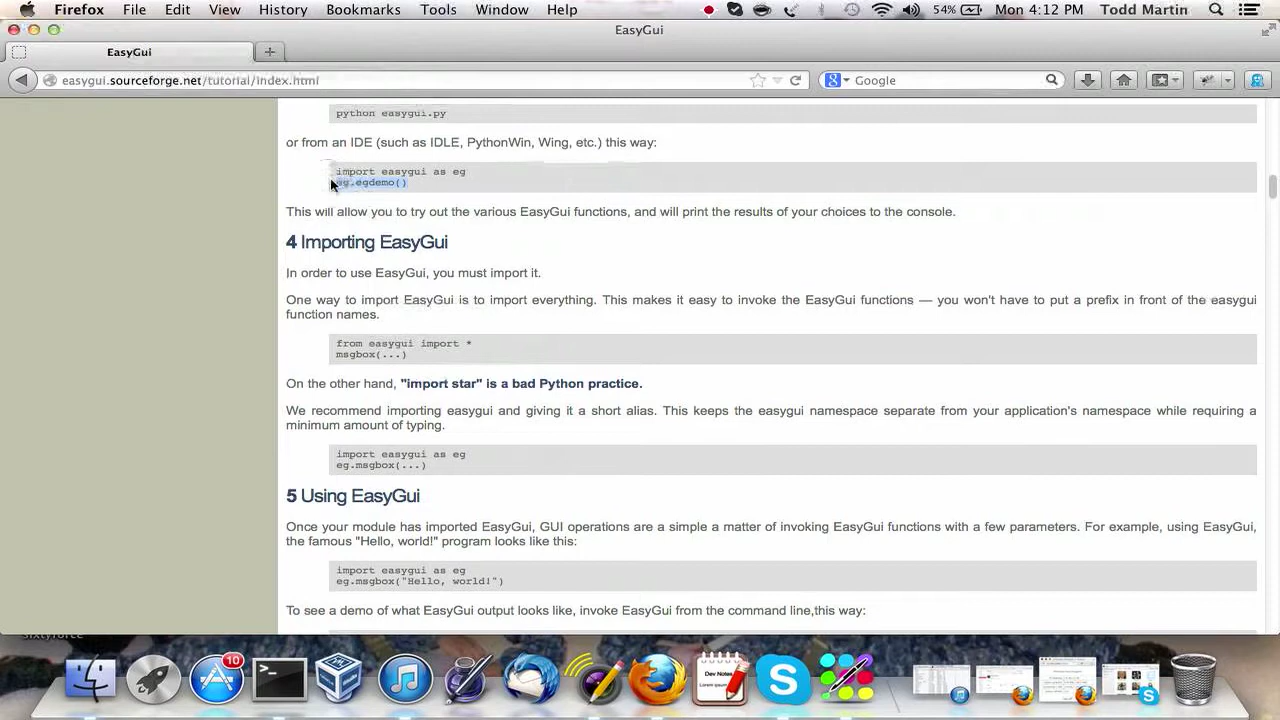 Firefox File Edit View History Bookmarks Tools Window Help 54% Mon 4:12 PM Todd Martin
EasyGui
EasyGui
easygui.sourceforge.net/tutorial/index.html Google
python easygui.py
or from an IDE (such as IDLE, PythonWin, Wing, etc.) this way:
import easygui as eg
eg.egdemo()
This will allow you to try out the various EasyGui functions, and will print the results of your choices to the console.
4 Importing EasyGui
In order to use EasyGui, you must import it.
One way to import EasyGui is to import everything. This makes it easy to invoke the EasyGui functions — you won't have to put a prefix in front of the easygui
function names.
from easygui import *
msgbox(...)
On the other hand, "import star" is a bad Python practice.
We recommend importing easygui and giving it a short alias. This keeps the easygui namespace separate from your application's namespace while requiring a
minimum amount of typing.
import easygui as eg
eg.msgbox(...)
5 Using EasyGui
Once your module has imported EasyGui, GUI operations are a simple a matter of invoking EasyGui functions with a few parameters. For example, using EasyGui,
the famous "Hello, world!" program looks like this:
import easygui as eg
eg.msgbox("Hello, world!")
To see a demo of what EasyGui output looks like, invoke EasyGui from the command line,this way:
10
Dev Notes